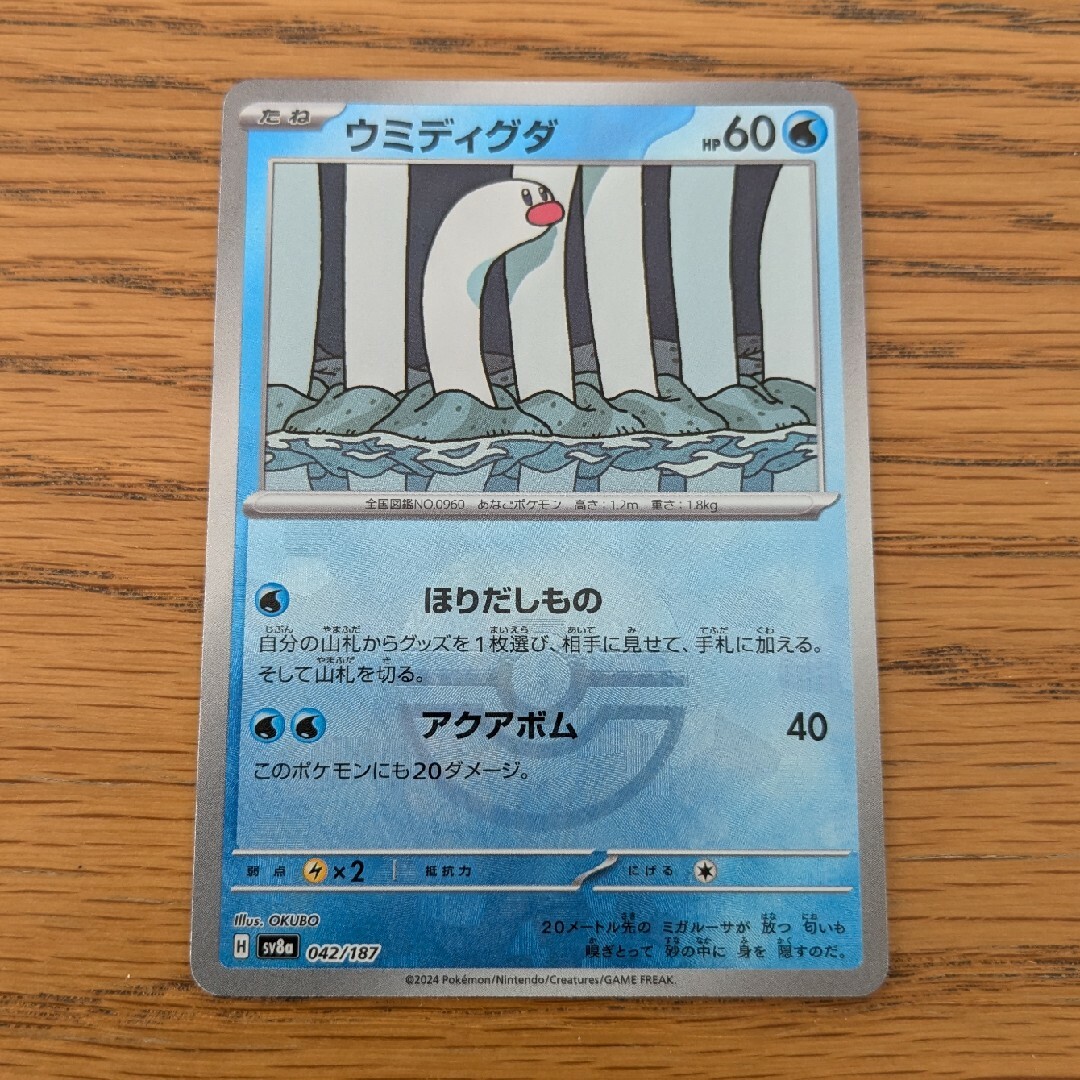 たね
ウミディグダ
HP60
全国図鑑NO.0960 あなごポケモン 高さ:1.2m 重さ:1.8kg
ほりだしもの
自分の山札からグッズを1枚選び、相手に見せて、手札に加える。
そして山札を切る。
アクアボム 40
このポケモンにも20ダメージ。
弱点 ×2 抵抗力 にげる
Illus. OKUBO
20メートル先の ミガルーサが 放つ 匂いも
嗅ぎとって 砂の中に 身を 隠すのだ。
H sv8a 042/187
©2024 Pokémon/Nintendo/Creatures/GAME FREAK.